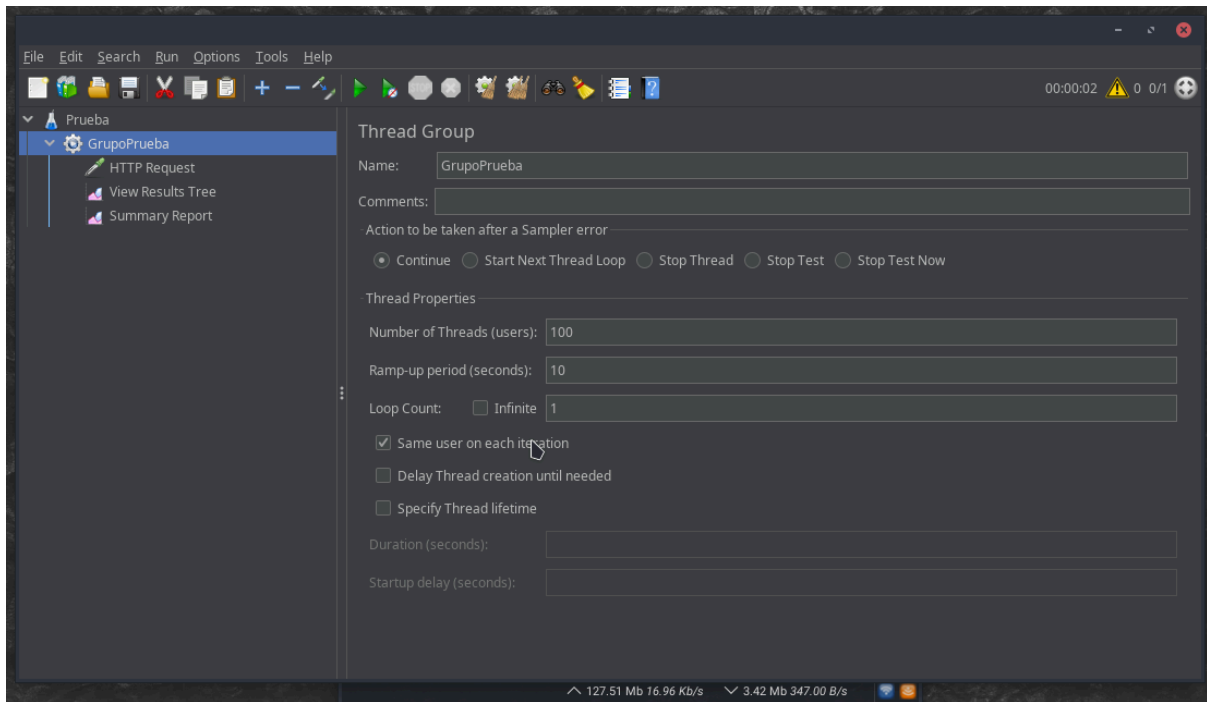 File Edit Search Run Options Tools Help
00:00:02 0 0/1
Prueba
GrupoPrueba
HTTP Request
View Results Tree
Summary Report
Thread Group
Name: GrupoPrueba
Comments:
Action to be taken after a Sampler error
Continue Start Next Thread Loop Stop Thread Stop Test Stop Test Now
Thread Properties
Number of Threads (users): 100
Ramp-up period (seconds): 10
Loop Count: Infinite 1
Same user on each iteration
Delay Thread creation until needed
Specify Thread lifetime
Duration (seconds):
Startup delay (seconds):
127.51 Mb 16.96 Kb/s 3.42 Mb 347.00 B/s